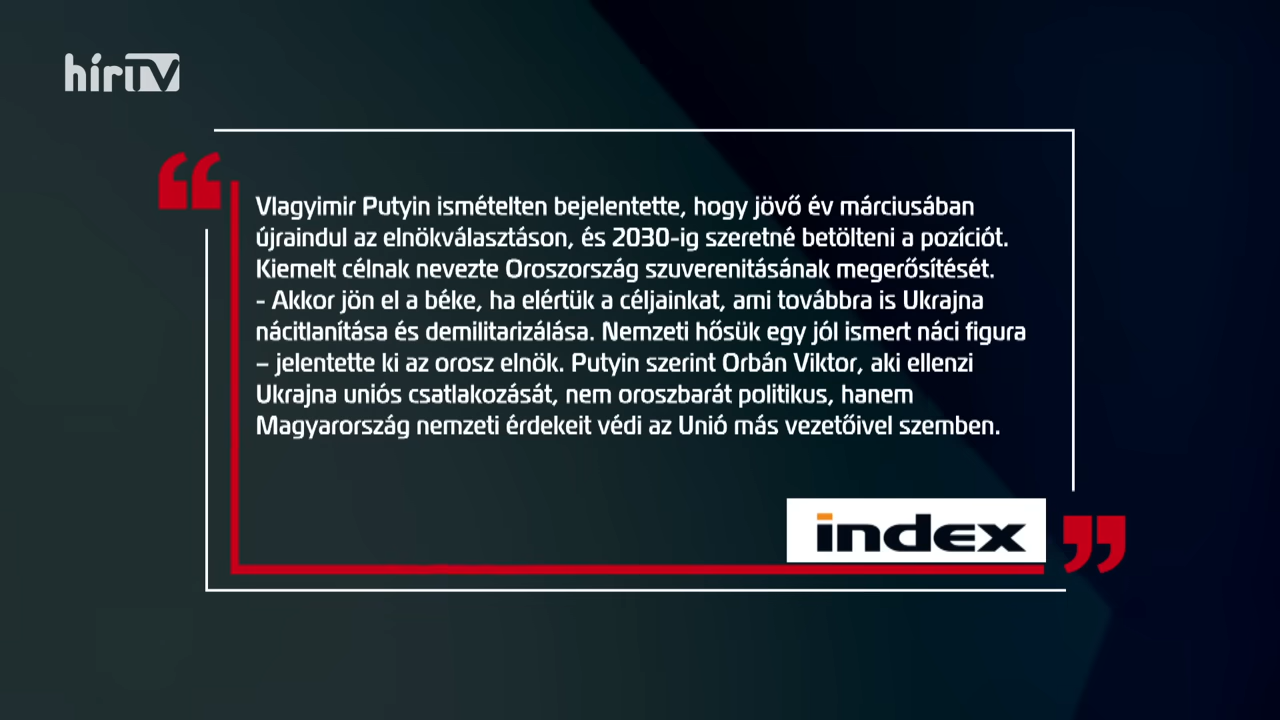 hírTV
Vlagyimir Putyin ismételten bejelentette, hogy jövő év márciusában
újraindul az elnökválasztáson, és 2030-ig szeretné betölteni a pozíciót.
Kiemelt célnak nevezte Oroszország szuverenitásának megerősítését.
- Akkor jön el a béke, ha elértük a céljainkat, ami továbbra is Ukrajna
nácitlanítása és demilitarizálása. Nemzeti hősük egy jól ismert náci figura
– jelentette ki az orosz elnök. Putyin szerint Orbán Viktor, aki ellenzi
Ukrajna uniós csatlakozását, nem oroszbarát politikus, hanem
Magyarország nemzeti érdekeit védi az Unió más vezetőivel szemben.
index